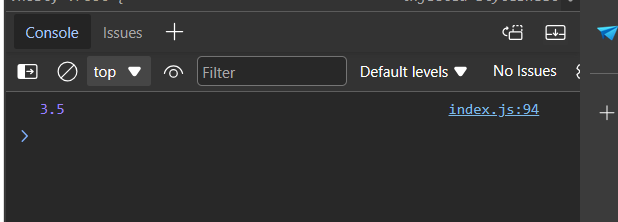 Console Issues
top Filter Default levels No Issues
3.5 index.js:94